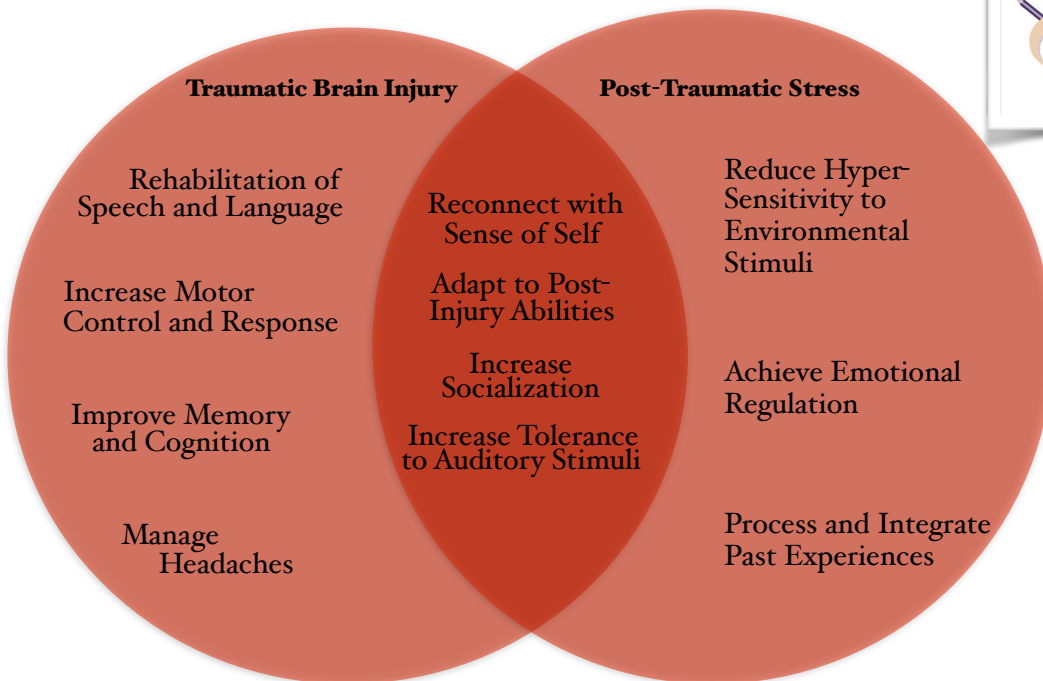 Traumatic Brain Injury
Rehabilitation of
Speech and Language
Increase Motor
Control and Response
Improve Memory
and Cognition
Manage
Headaches
Reconnect with
Sense of Self
Adapt to Post-
Injury Abilities
Increase
Socialization
Increase Tolerance
to Auditory Stimuli
Post-Traumatic Stress
Reduce Hyper-
Sensitivity to
Environmental
Stimuli
Achieve Emotional
Regulation
Process and Integrate
Past Experiences